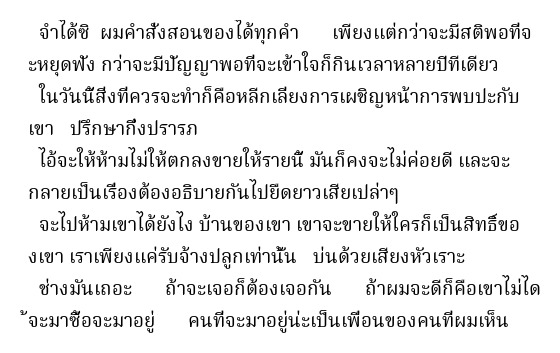 จำได้ซิ ผมคำสั่งสอนของได้ทุกคำ เพียงแต่กว่าจะมีสติพอที่จ
ะหยุดฟัง กว่าจะมีปัญญาพอที่จะเข้าใจก็กินเวลาหลายปีทีเดียว
ในวันนี้สิ่งที่ควรจะทำก็คือหลีกเลี่ยงการเผชิญหน้าการพบปะกับ
เขา ปรึกษากึ่งปรารภ
ไอ้จะให้ห้ามไม่ให้ตกลงขายให้รายนี้ มันก็คงจะไม่ค่อยดี และจะ
กลายเป็นเรื่องต้องอธิบายกันไปยืดยาวเสียเปล่าๆ
จะไปห้ามเขาได้ยังไง บ้านของเขา เขาจะขายให้ใครก็เป็นสิทธิ์ขอ
งเขา เราเพียงแค่รับจ้างปลูกเท่านั้น บ่นด้วยเสียงหัวเราะ
ช่างมันเถอะ ถ้าจะเจอก็ต้องเจอกัน ถ้าผมจะดีก็คือเขาไม่ได
้จะมาซื้อจะมาอยู่ คนที่จะมาอยู่น่ะเป็นเพื่อนของคนที่ผมเห็น